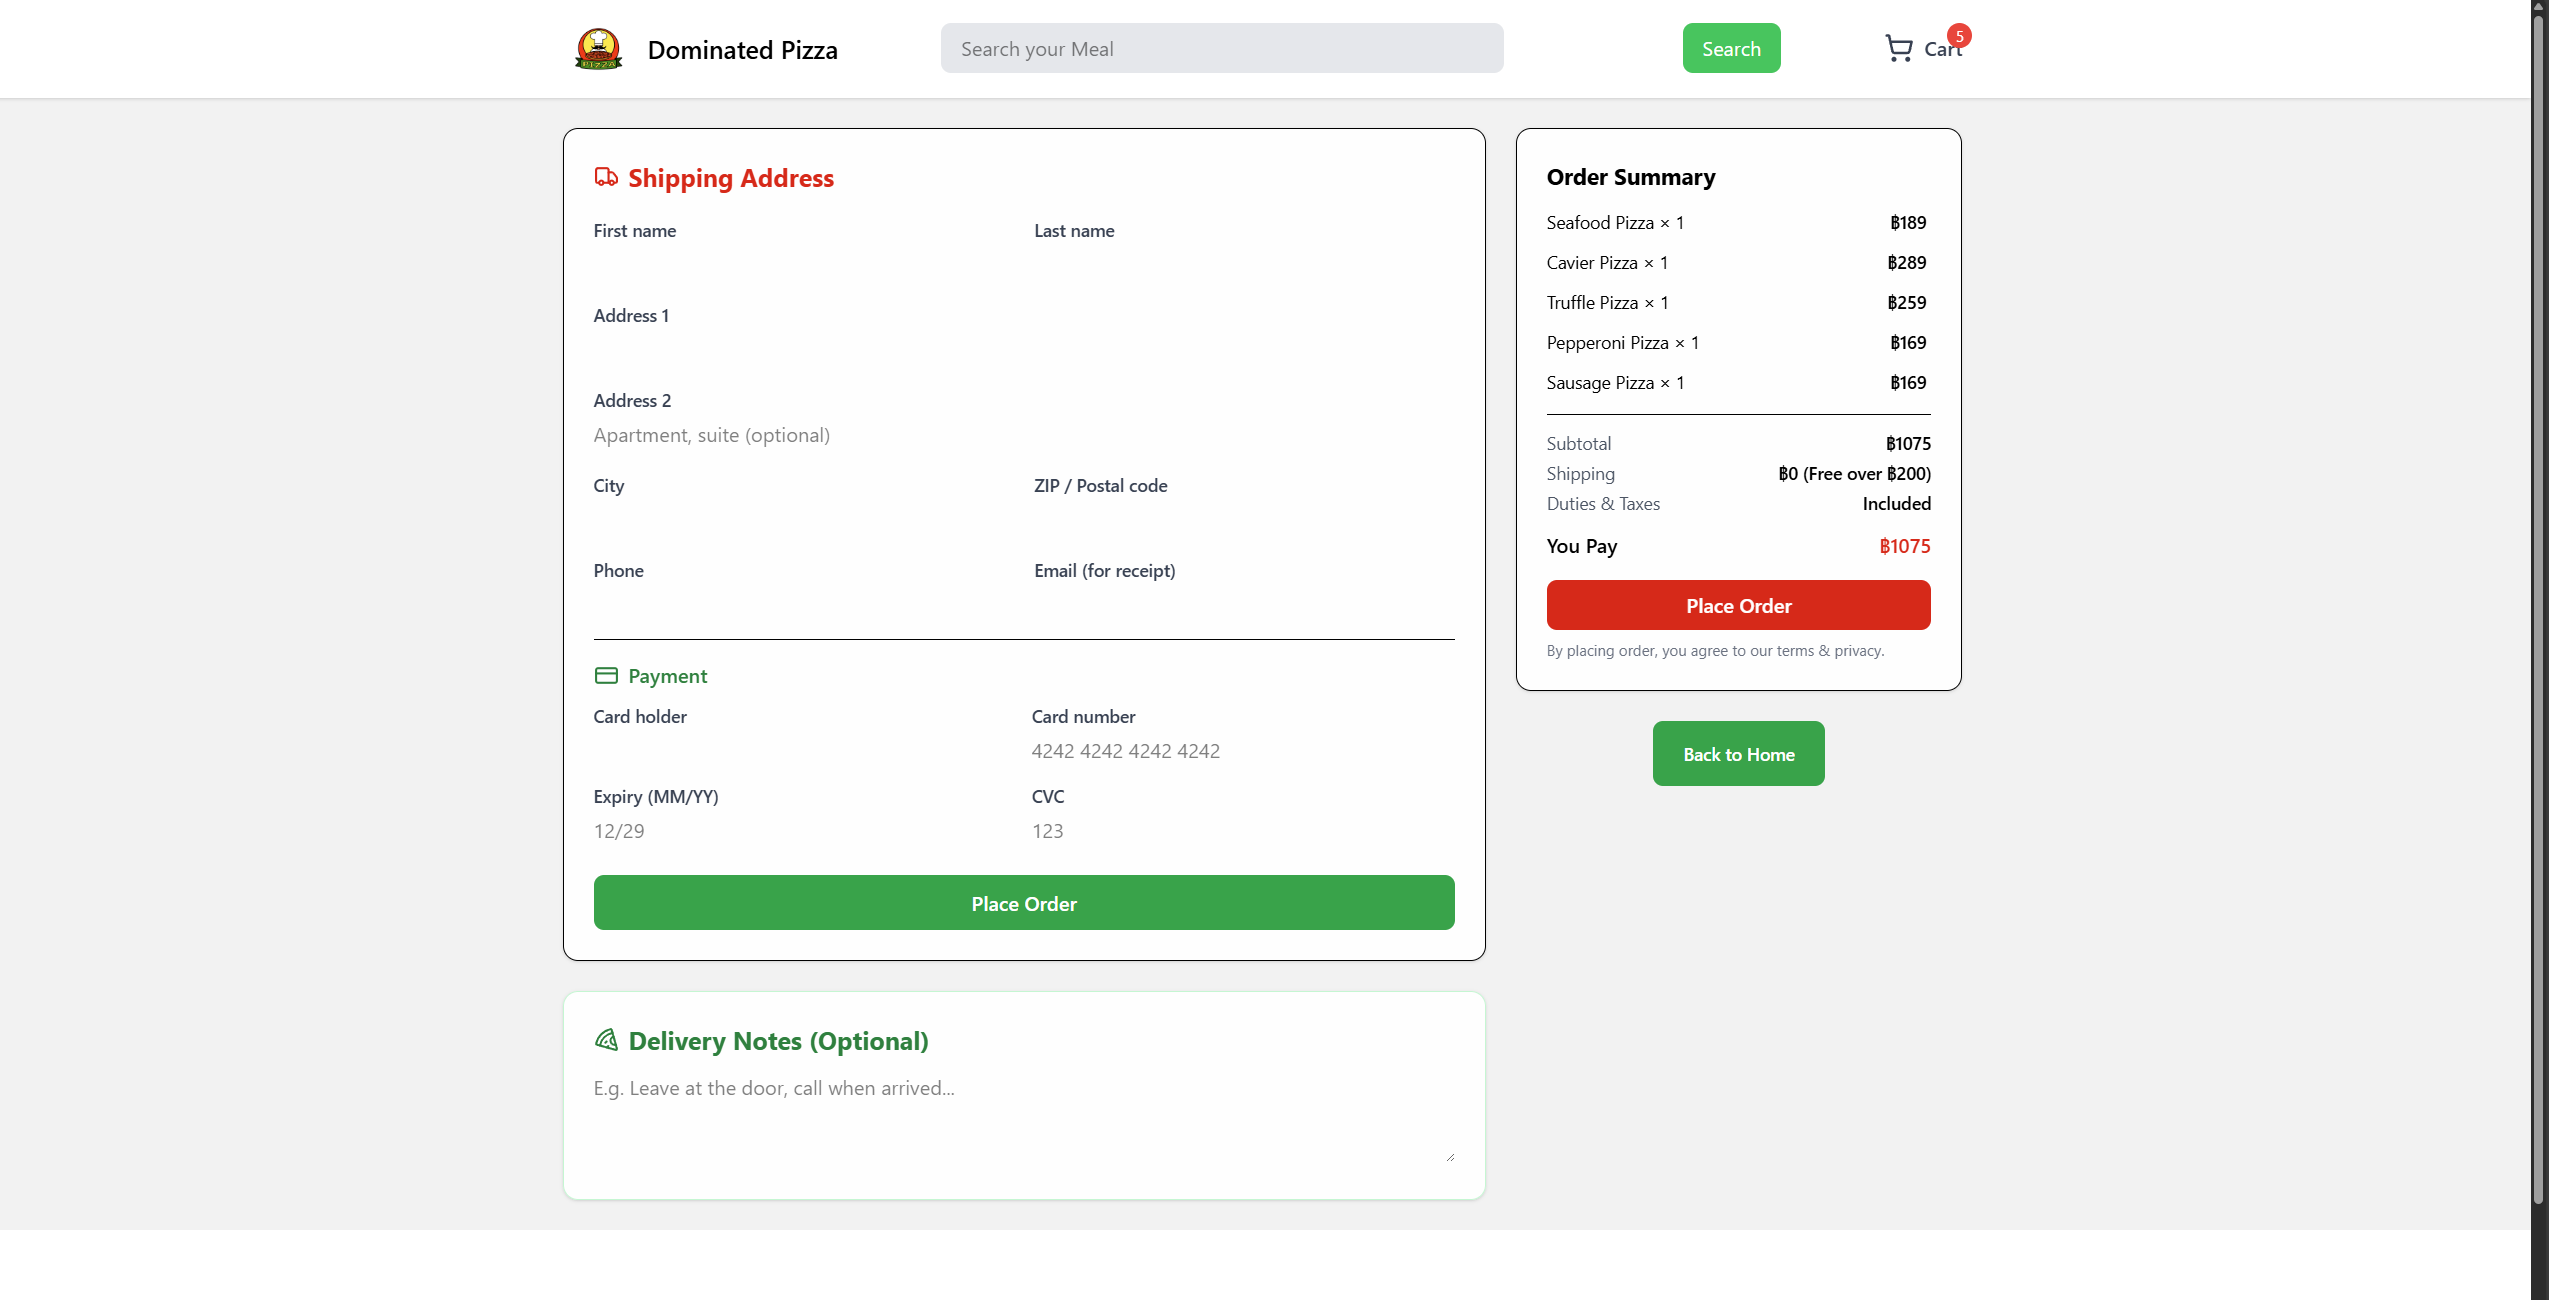 PIZZA
Dominated Pizza
Search your Meal
Search
Cart
5
Shipping Address
First name
Last name
Address 1
Address 2
Apartment, suite (optional)
City
ZIP / Postal code
Phone
Email (for receipt)
Payment
Card holder
Card number
4242 4242 4242 4242
Expiry (MM/YY)
CVC
12/29
123
Place Order
Delivery Notes (Optional)
E.g. Leave at the door, call when arrived...
Order Summary
Seafood Pizza × 1 ฿189
Cavier Pizza × 1 ฿289
Truffle Pizza × 1 ฿259
Pepperoni Pizza × 1 ฿169
Sausage Pizza × 1 ฿169
Subtotal ฿1075
Shipping ฿0 (Free over ฿200)
Duties & Taxes Included
You Pay ฿1075
Place Order
By placing order, you agree to our terms & privacy.
Back to Home